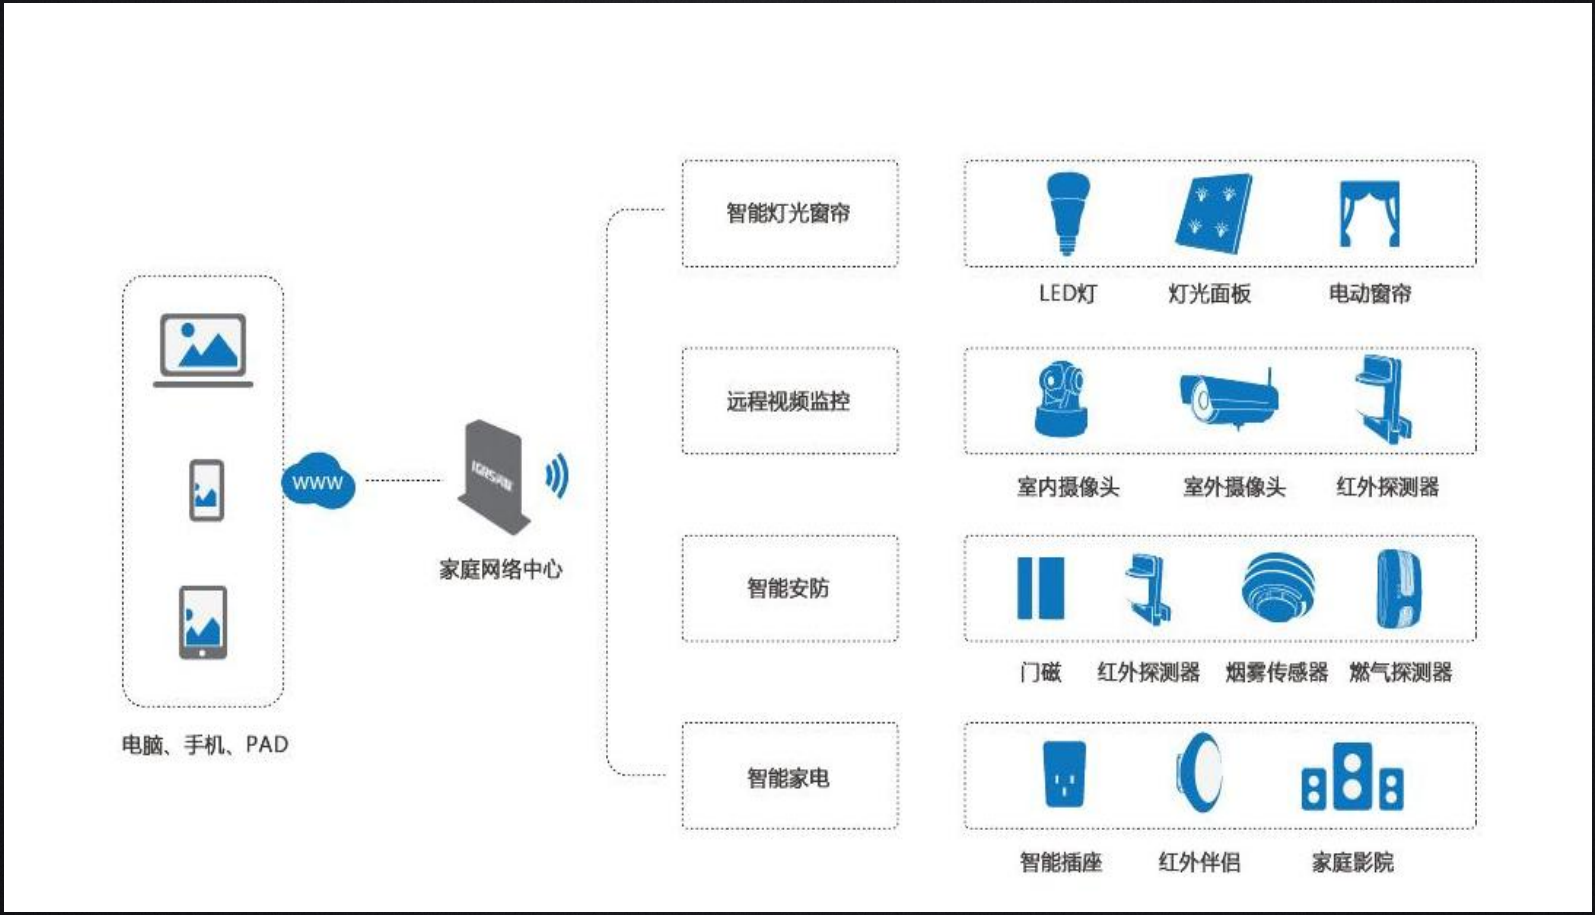 智能灯光窗帘
LED灯 灯光面板 电动窗帘
远程视频监控
室内摄像头 室外摄像头 红外探测器
WWW
家庭网络中心
智能安防
门磁 红外探测器 烟雾传感器 燃气探测器
电脑、手机、PAD
智能家电
智能插座 红外伴侣 家庭影院